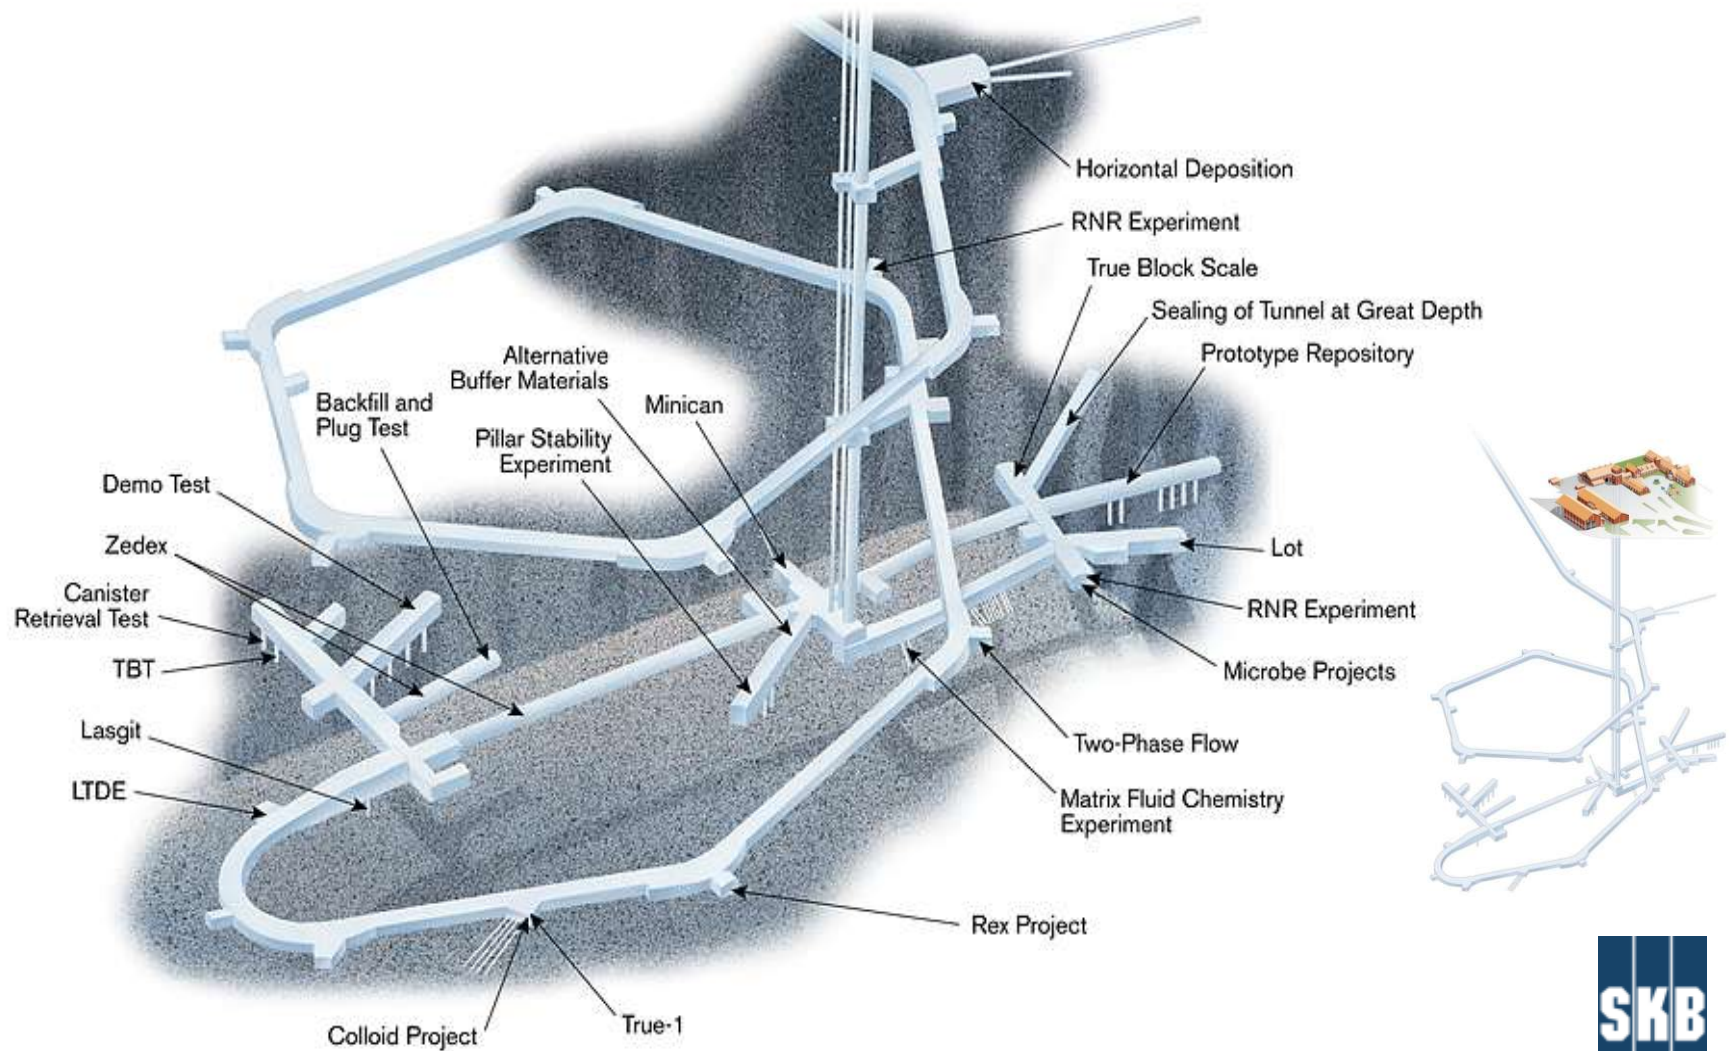 Horizontal Deposition
RNR Experiment
True Block Scale
Sealing of Tunnel at Great Depth
Prototype Repository
Alternative
Buffer Materials
Minican
Backfill and
Plug Test
Pillar Stability
Experiment
Demo Test
Zedex
Canister
Retrieval Test
TBT
Lasgit
LTDE
Lot
RNR Experiment
Microbe Projects
Two-Phase Flow
Matrix Fluid Chemistry
Experiment
Rex Project
True-1
Colloid Project
SKB